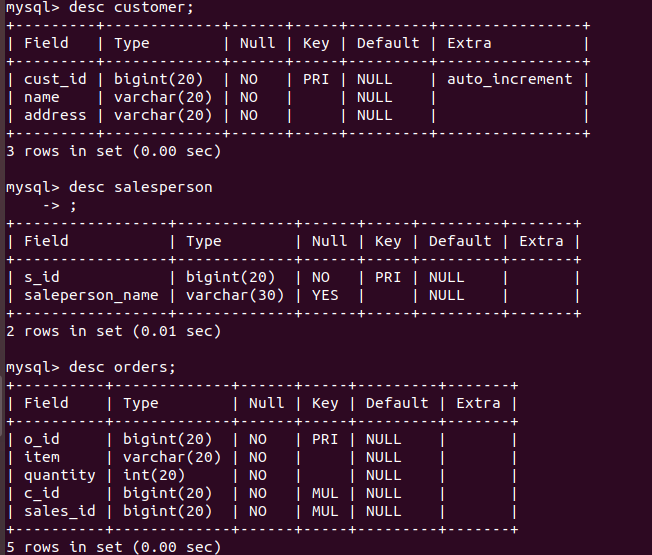 mysql> desc customer;
+---------+-------------+------+-----+---------+----------------+
| Field   | Type        | Null | Key | Default | Extra          |
+---------+-------------+------+-----+---------+----------------+
| cust_id | bigint(20)  | NO   | PRI | NULL    | auto_increment |
| name    | varchar(20) | NO   |     | NULL    |                |
| address | varchar(20) | NO   |     | NULL    |                |
+---------+-------------+------+-----+---------+----------------+
3 rows in set (0.00 sec)

mysql> desc salesperson
    -> ;
+-----------------+-------------+------+-----+---------+-------+
| Field           | Type        | Null | Key | Default | Extra |
+-----------------+-------------+------+-----+---------+-------+
| s_id            | bigint(20)  | NO   | PRI | NULL    |       |
| saleperson_name | varchar(30) | YES  |     | NULL    |       |
+-----------------+-------------+------+-----+---------+-------+
2 rows in set (0.01 sec)

mysql> desc orders;
+----------+-------------+------+-----+---------+-------+
| Field    | Type        | Null | Key | Default | Extra |
+----------+-------------+------+-----+---------+-------+
| o_id     | bigint(20)  | NO   | PRI | NULL    |       |
| item     | varchar(20) | NO   |     | NULL    |       |
| quantity | int(20)     | NO   |     | NULL    |       |
| c_id     | bigint(20)  | NO   | MUL | NULL    |       |
| sales_id | bigint(20)  | NO   | MUL | NULL    |       |
+----------+-------------+------+-----+---------+-------+
5 rows in set (0.00 sec)